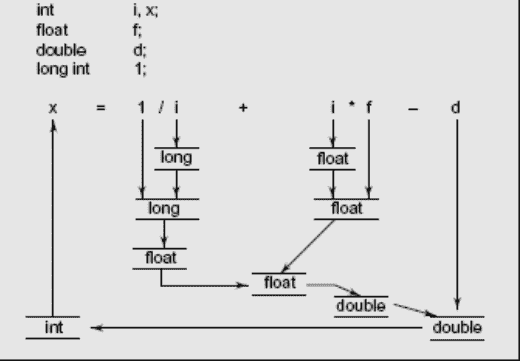 int i, x;
float f;
double d;
long int 1;
x = 1 / i + i * f – d
long float
long float
float
float
double
int double